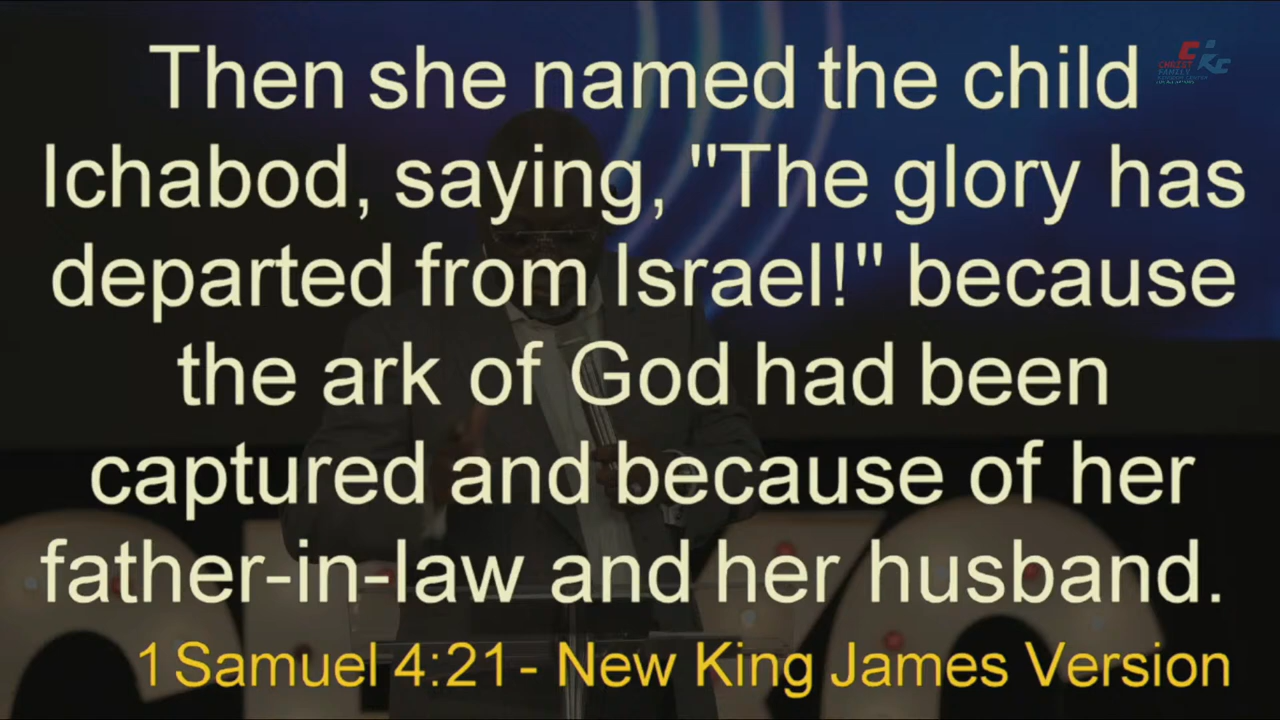 Then she named the child
Ichabod, saying, "The glory has
departed from Israel!" because
the ark of God had been
captured and because of her
father-in-law and her husband.
1 Samuel 4:21- New King James Version
CHRIST
FAMILY